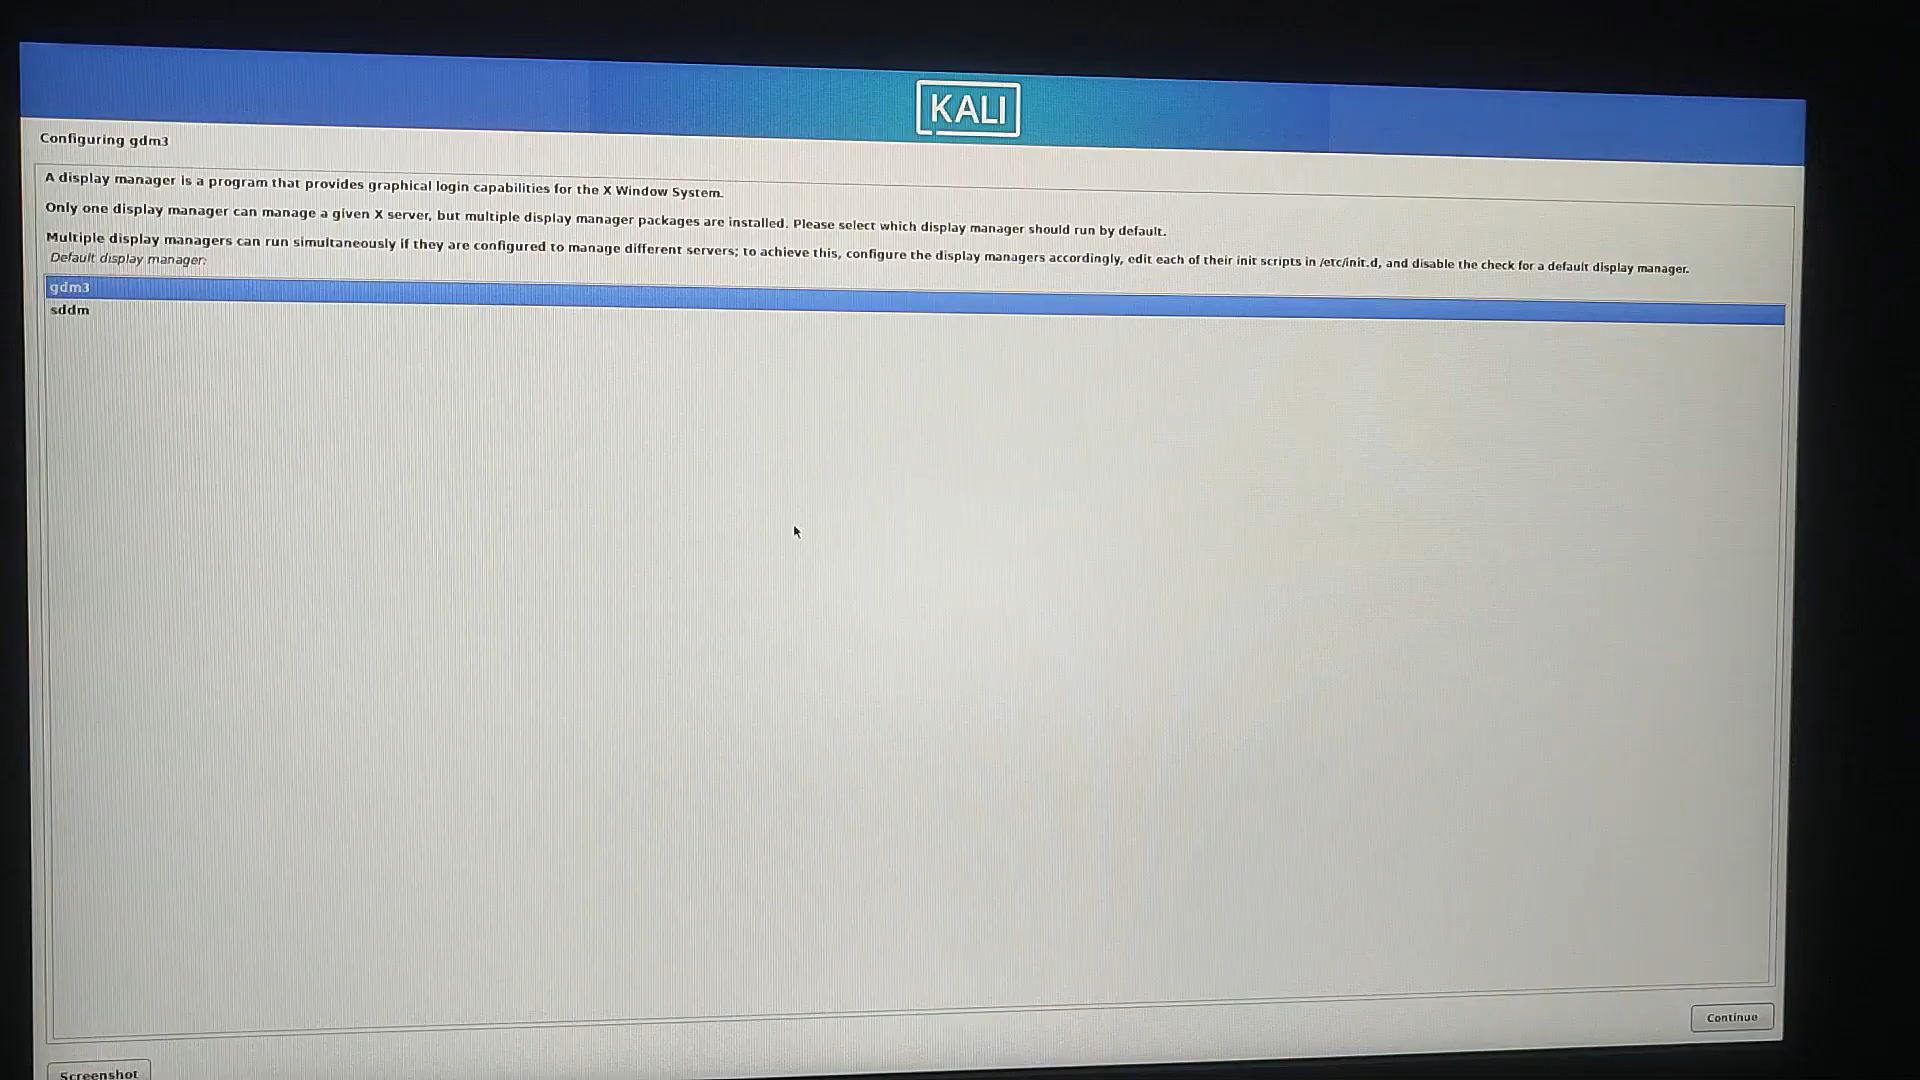 KALI
Configuring gdm3
A display manager is a program that provides graphical login capabilities for the X Window System.
Only one display manager can manage a given X server, but multiple display manager packages are installed. Please select which display manager should run by default.
Multiple display managers can run simultaneously if they are configured to manage different servers; to achieve this, configure the display managers accordingly, edit each of their init scripts in /etc/init.d, and disable the check for a default display manager.
Default display manager:
gdm3
sddm
Continue
Screenshot